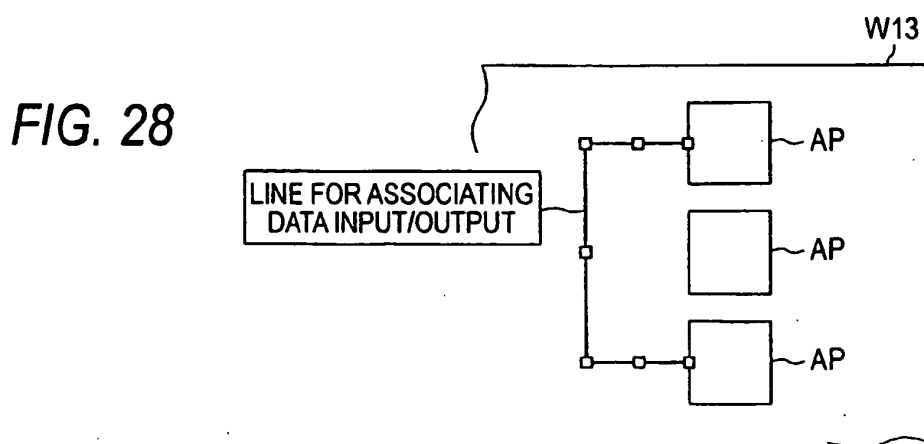 W13
FIG. 28
AP
LINE FOR ASSOCIATING
DATA INPUT/OUTPUT
AP
AP